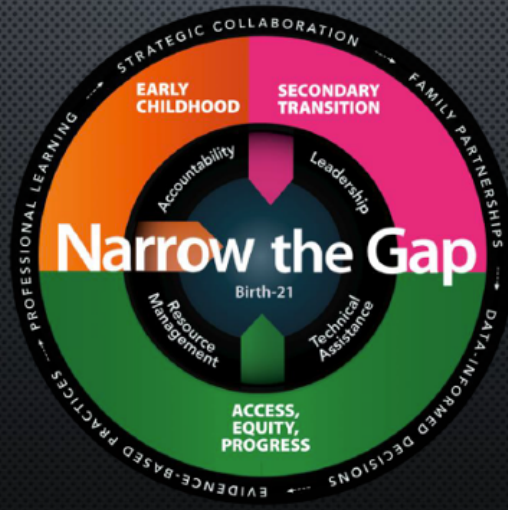 STRATEGIC COLLABORATION
FAMILY PARTNERSHIPS
DATA-INFORMED DECISIONS
EVIDENCE-BASED PRACTICES
PROFESSIONAL LEARNING
EARLY
CHILDHOOD
SECONDARY
TRANSITION
Accountability
Leadership
Narrow the Gap
Birth-21
Resource
Management
Technical
Assistance
ACCESS,
EQUITY,
PROGRESS